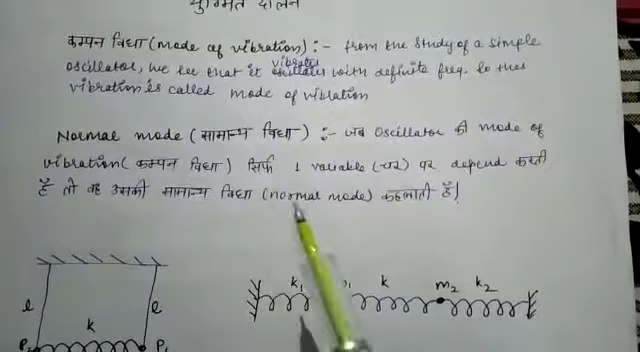 युग्मित दोलन
कम्पन विधा (mode of vibration) :- from the study of a simple
vibrates
oscillator, we see that it oscillates with definite freq. so this
vibration is called mode of vibration
Normal mode (सामान्य विधा) :- जब oscillator की mode of
vibration (कम्पन विधा) सिर्फ 1 variable (चर) पर depend करती
है तो वह उसकी सामान्य विधा (normal mode) कहलाती है|
k₁ k m₂ k₂
l l
k
P₁